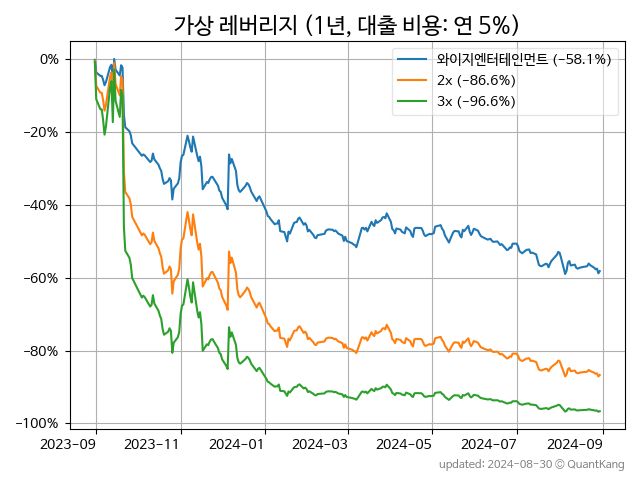 가상 레버리지 (1년, 대출 비용: 연 5%)
와이지엔터테인먼트 (−58.1%)
2x (−86.6%)
3x (−96.6%)
0%
−20%
−40%
−60%
−80%
−100%
2023-09 2023-11 2024-01 2024-03 2024-05 2024-07 2024-09
updated: 2024-08-30 © QuantKang